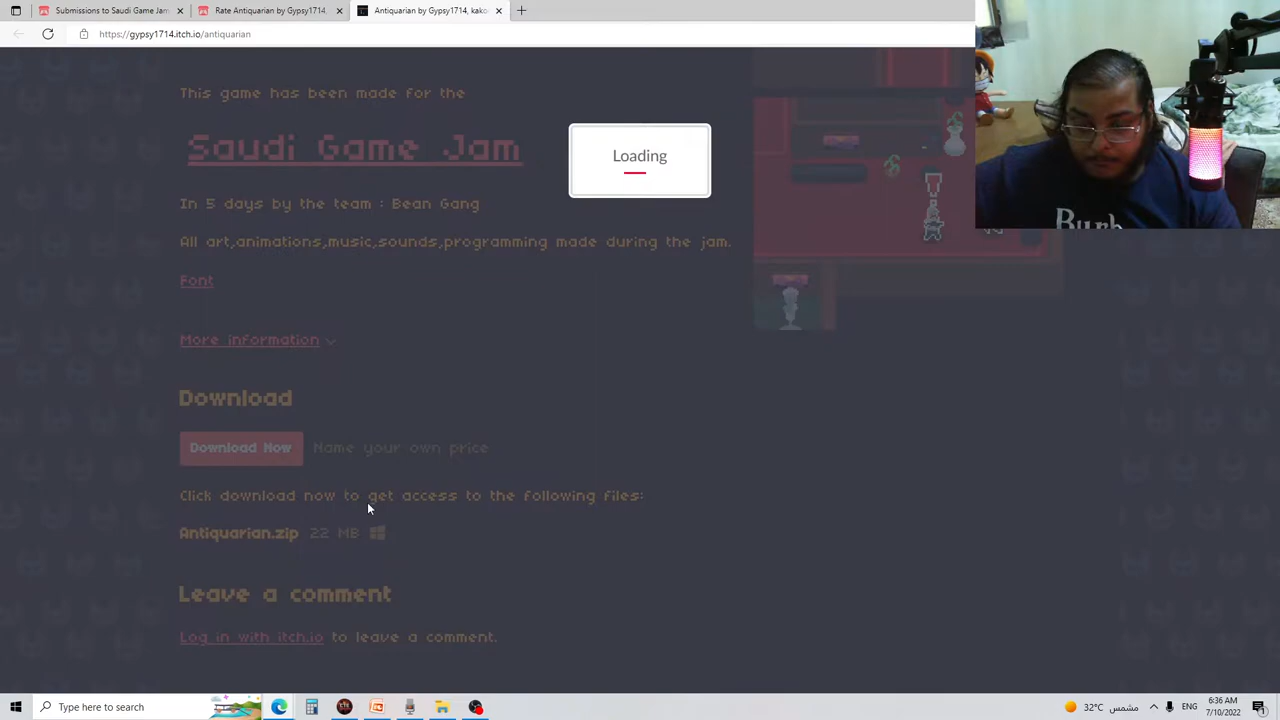 Submissions to Saudi Game Jam
Rate Antiquarian by Gypsy1714,
Antiquarian by Gypsy1714, kako
https://gypsy1714.itch.io/antiquarian
This game has been made for the
Saudi Game Jam
Loading
In 5 days by the team : Bean Gang
All art,animations,music,sounds,programming made during the jam.
Font
More information
Download
Download Now Name your own price
Click download now to get access to the following files:
Antiquarian.zip 22 MB
Leave a comment
Log in with itch.io to leave a comment.
Type here to search
32°C مشمس
6:36 AM
7/10/2022